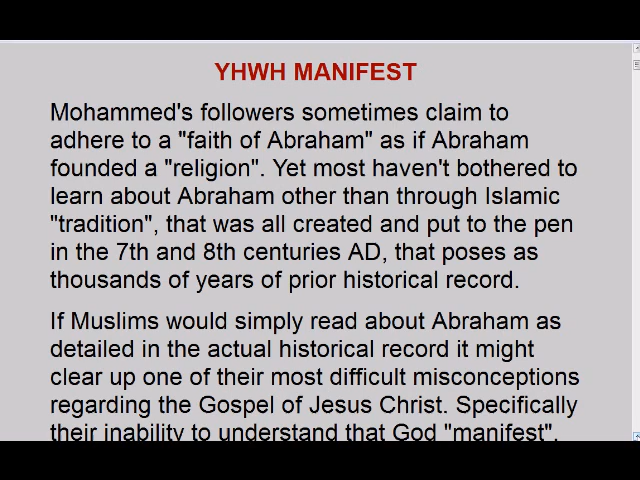 YHWH MANIFEST
Mohammed's followers sometimes claim to
adhere to a "faith of Abraham" as if Abraham
founded a "religion". Yet most haven't bothered to
learn about Abraham other than through Islamic
"tradition", that was all created and put to the pen
in the 7th and 8th centuries AD, that poses as
thousands of years of prior historical record.
If Muslims would simply read about Abraham as
detailed in the actual historical record it might
clear up one of their most difficult misconceptions
regarding the Gospel of Jesus Christ. Specifically
their inability to understand that God "manifest",